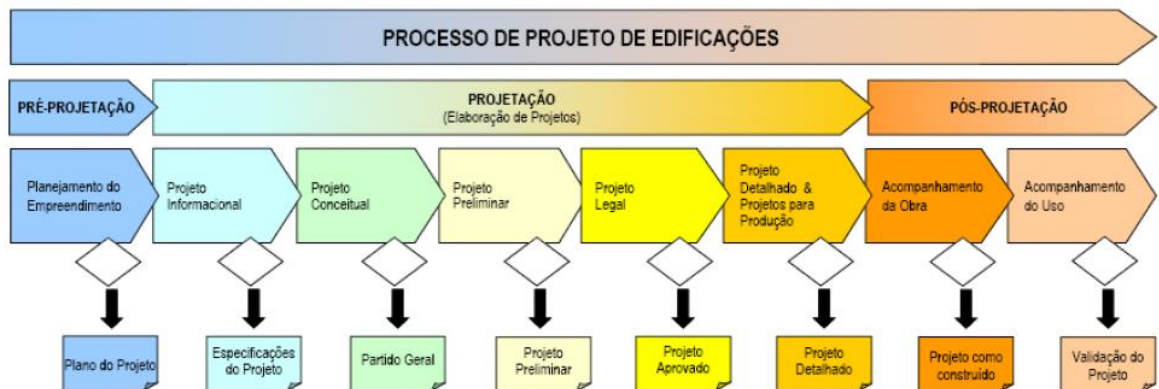 PROCESSO DE PROJETO DE EDIFICAÇÕES
PRÉ-PROJETAÇÃO
PROJETAÇÃO
(Elaboração de Projetos)
PÓS-PROJETAÇÃO
Planejamento do
Empreendimento
Projeto
Informacional
Projeto
Conceitual
Projeto
Preliminar
Projeto
Legal
Projeto
Detalhado &
Projetos para
Produção
Acompanhamento
da Obra
Acompanhamento
do Uso
Plano do Projeto
Especificações
do Projeto
Partido Geral
Projeto
Preliminar
Projeto
Aprovado
Projeto
Detalhado
Projeto como
construído
Validação do
Projeto